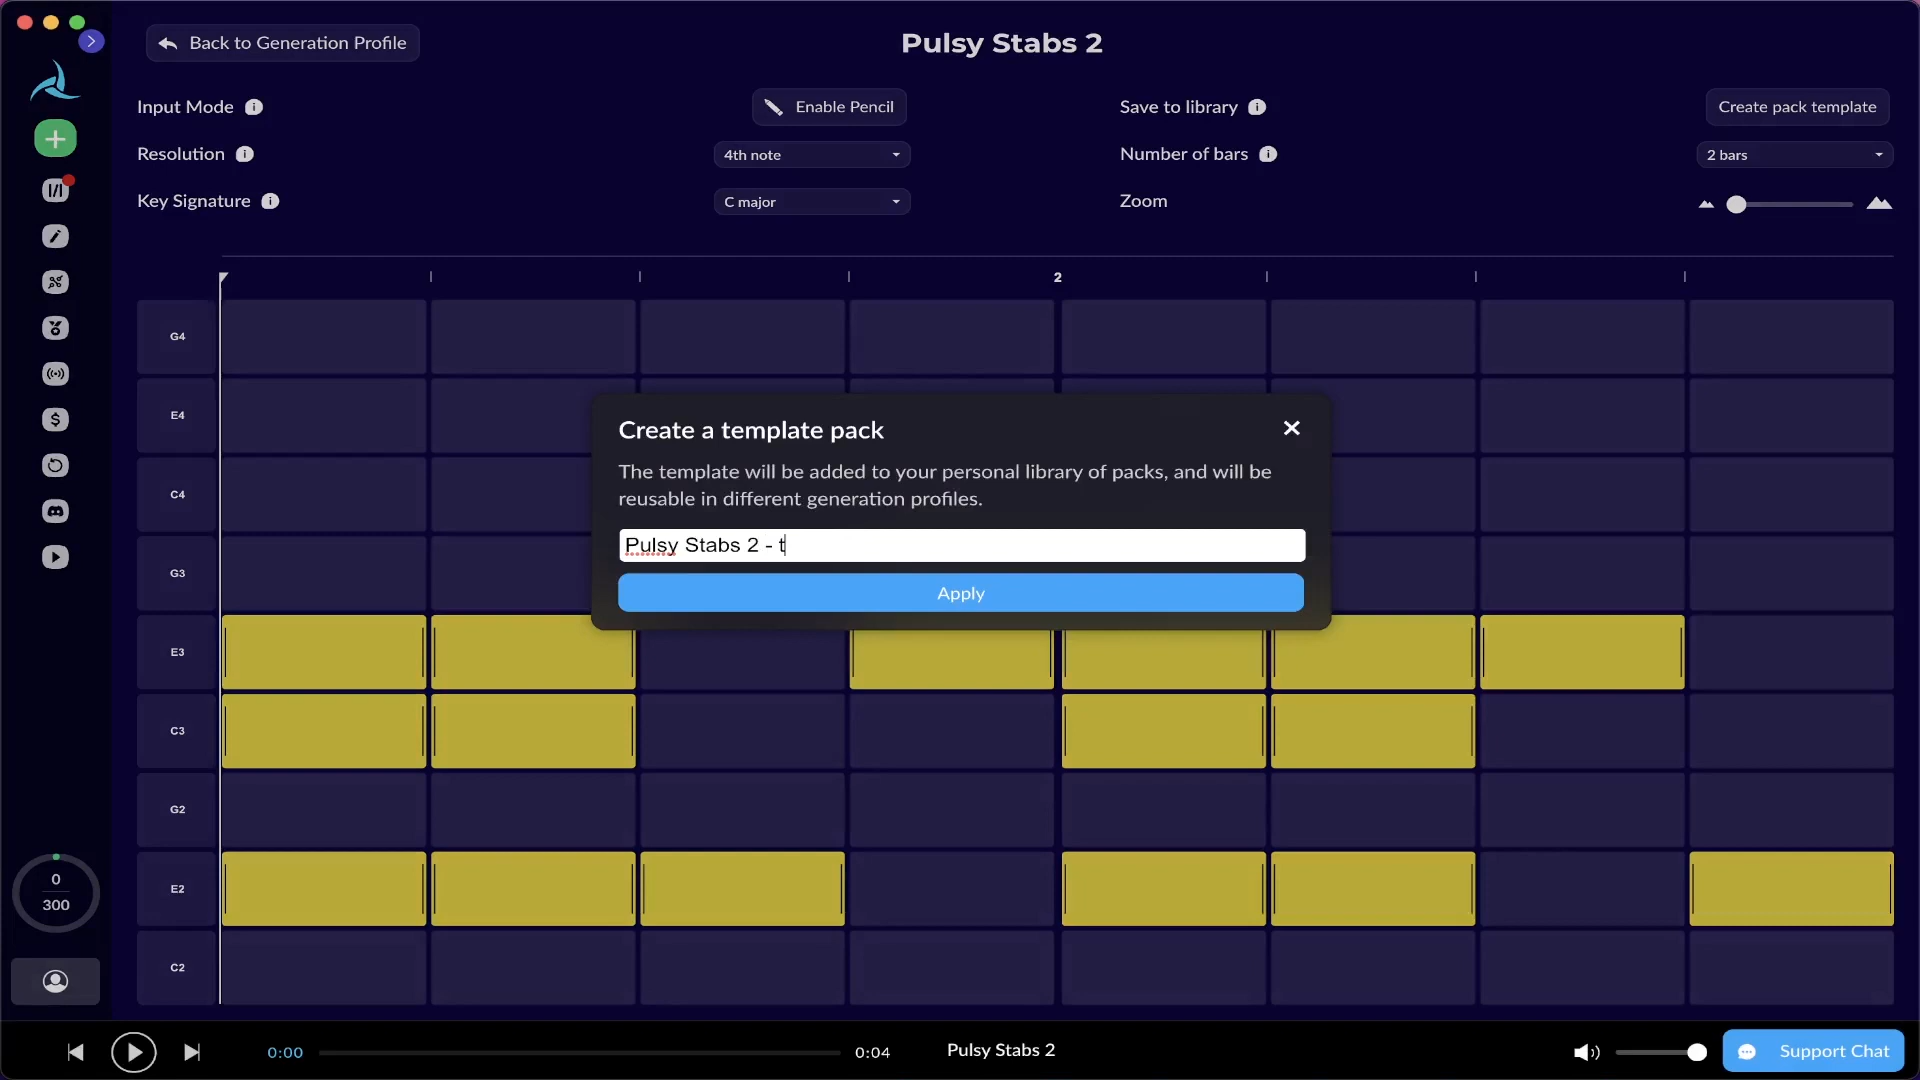 Back to Generation Profile
Pulsy Stabs 2
Input Mode
Enable Pencil
Save to library
Create pack template
Resolution
4th note
Number of bars
2 bars
Key Signature
C major
Zoom
2
G4
E4
C4
G3
E3
C3
G2
E2
C2
Create a template pack
The template will be added to your personal library of packs, and will be
reusable in different generation profiles.
Pulsy Stabs 2 - t
Apply
0
300
0:00
0:04
Pulsy Stabs 2
Support Chat